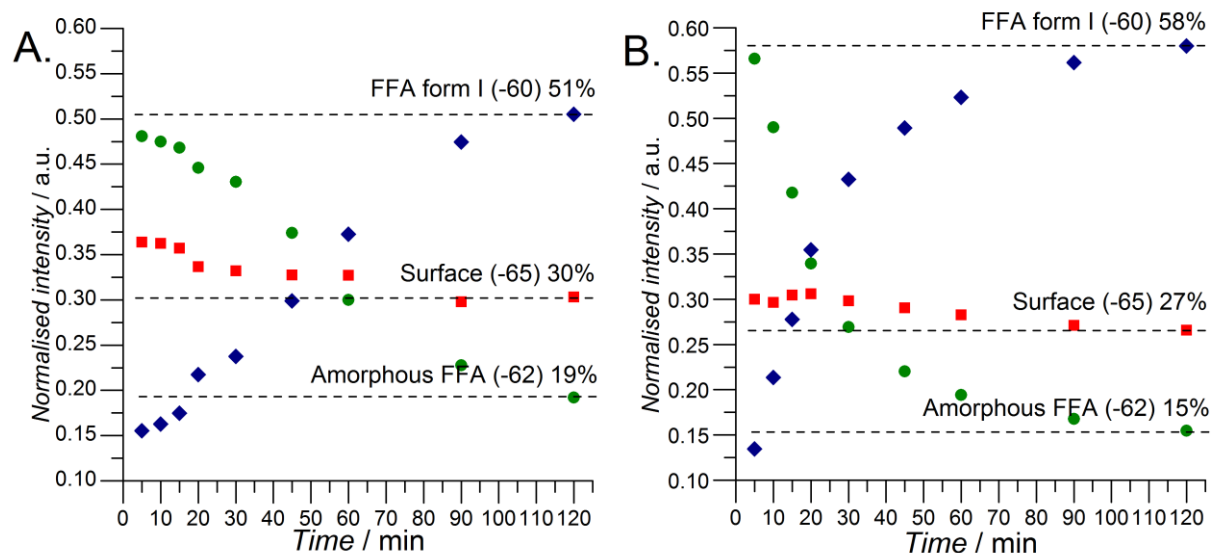 A.
Normalised intensity / a.u.
0.60
0.55
0.50
0.45
0.40
0.35
0.30
0.25
0.20
0.15
0.10
FFA form I (-60) 51%
Surface (-65) 30%
Amorphous FFA (-62) 19%
0 10 20 30 40 50 60 70 80 90 100 110 120
Time / min
B.
Normalised intensity / a.u.
0.60
0.55
0.50
0.45
0.40
0.35
0.30
0.25
0.20
0.15
0.10
FFA form I (-60) 58%
Surface (-65) 27%
Amorphous FFA (-62) 15%
0 10 20 30 40 50 60 70 80 90 100 110 120
Time / min